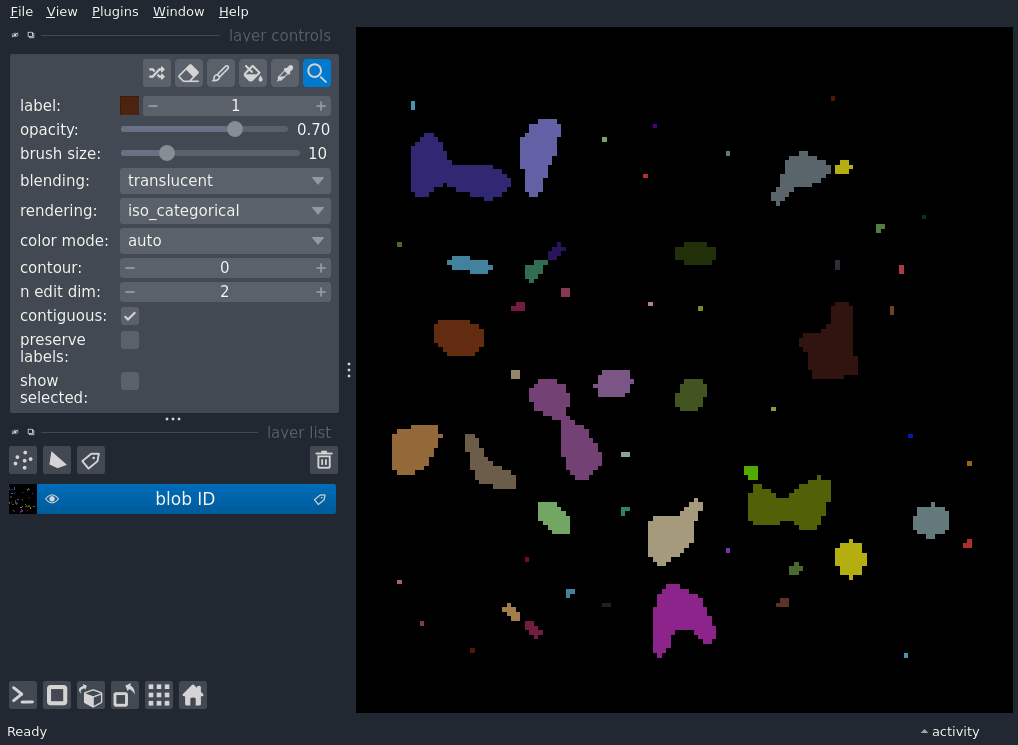 File View Plugins Window Help
layer controls
label: 1
opacity: 0.70
brush size: 10
blending: translucent
rendering: iso_categorical
color mode: auto
contour: 0
n edit dim: 2
contiguous:
preserve
labels:
show
selected:
layer list
blob ID
Ready
activity